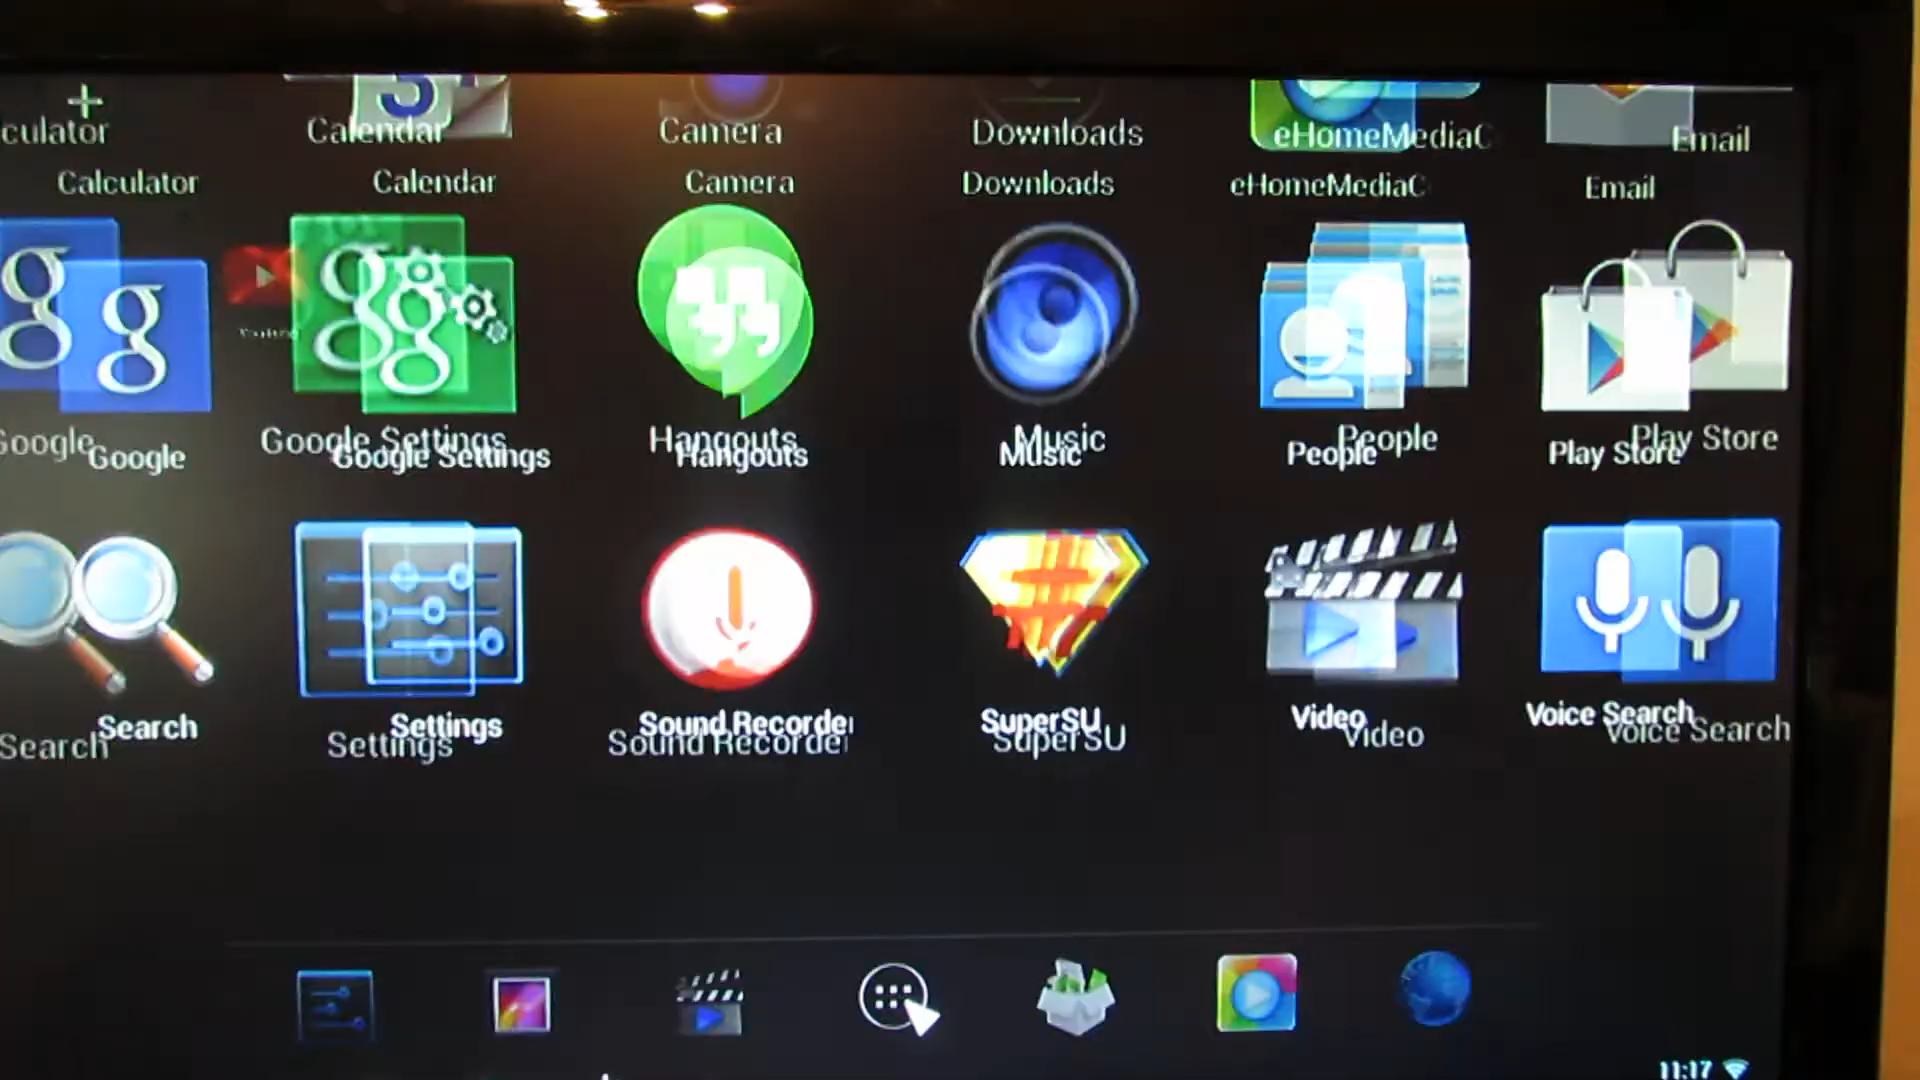 culator Calendar Camera Downloads eHomeMediaC Email
Calculator Calendar Camera Downloads eHomeMediaC Email
Google Google Settings Hangouts Music People Play Store
Google Google Settings Hangouts Music People Play Store
Search Settings Sound Recorder SuperSU Video Voice Search
Search Settings Sound Recorder SuperSU Video Voice Search
11:17